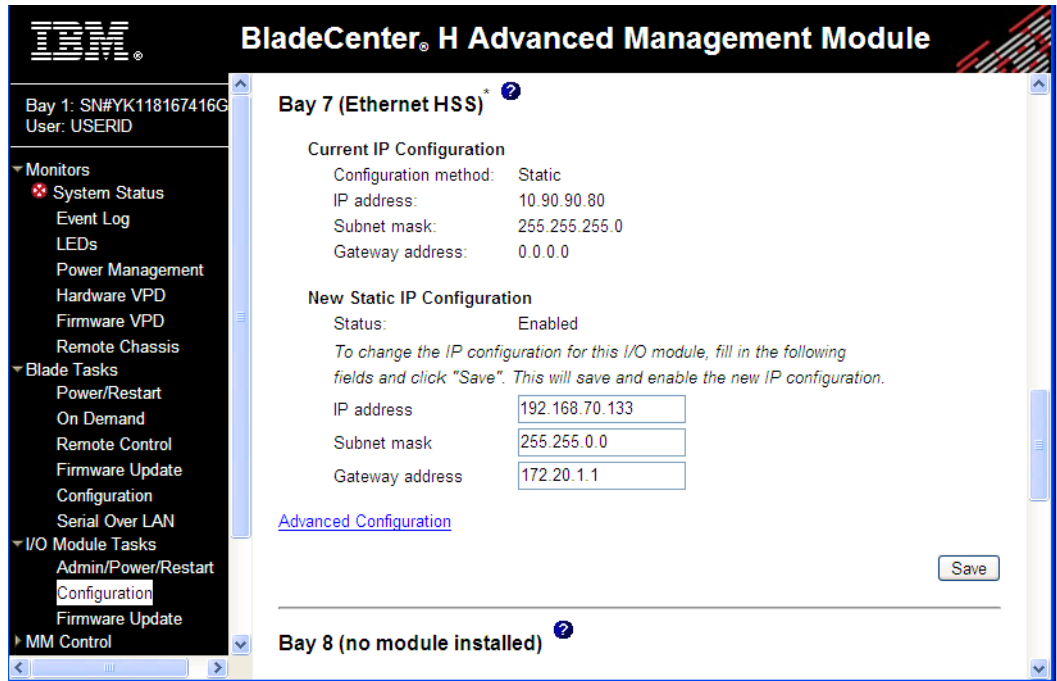 IBM®
BladeCenter® H Advanced Management Module
Bay 1: SN#YK118167416G
User: USERID
Monitors
System Status
Event Log
LEDs
Power Management
Hardware VPD
Firmware VPD
Remote Chassis
Blade Tasks
Power/Restart
On Demand
Remote Control
Firmware Update
Configuration
Serial Over LAN
I/O Module Tasks
Admin/Power/Restart
Configuration
Firmware Update
MM Control
Bay 7 (Ethernet HSS)* ?
Current IP Configuration
Configuration method: Static
IP address: 10.90.90.80
Subnet mask: 255.255.255.0
Gateway address: 0.0.0.0
New Static IP Configuration
Status: Enabled
To change the IP configuration for this I/O module, fill in the following
fields and click "Save". This will save and enable the new IP configuration.
IP address 192.168.70.133
Subnet mask 255.255.0.0
Gateway address 172.20.1.1
Advanced Configuration
Save
Bay 8 (no module installed) ?